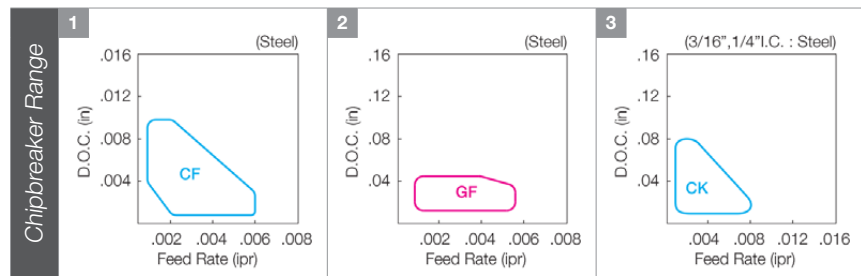 Chipbreaker Range
1
(Steel)
.016
.012
.008
.004
D.O.C. (in)
CF
.002 .004 .006 .008
Feed Rate (ipr)
2
(Steel)
.16
.12
.08
.04
D.O.C. (in)
GF
.002 .004 .006 .008
Feed Rate (ipr)
3
(3/16",1/4"I.C. : Steel)
.16
.12
.08
.04
D.O.C. (in)
CK
.004 .008 .012 .016
Feed Rate (ipr)